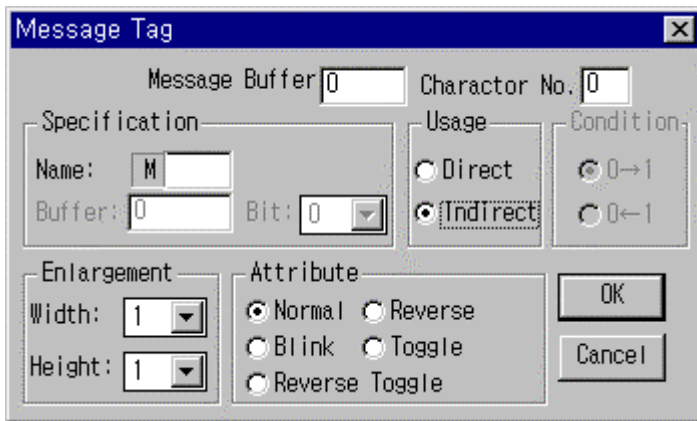 Message Tag
Message Buffer 0 Charactor No. 0
Specification Usage Condition
Name: M Direct 0→1
Buffer: 0 Bit: 0 Indirect 0←1
Enlargement Attribute
Width: 1 Normal Reverse OK
Height: 1 Blink Toggle Cancel
Reverse Toggle